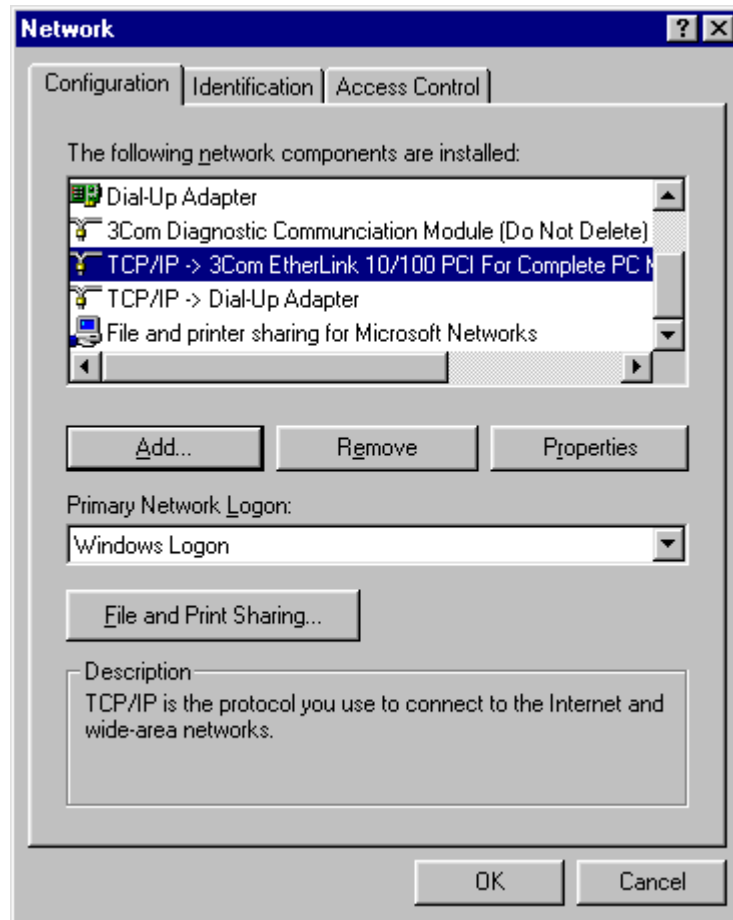 Network
Configuration Identification Access Control
The following network components are installed:
Dial-Up Adapter
3Com Diagnostic Communciation Module (Do Not Delete)
TCP/IP -> 3Com EtherLink 10/100 PCI For Complete PC
TCP/IP -> Dial-Up Adapter
File and printer sharing for Microsoft Networks
Add... Remove Properties
Primary Network Logon:
Windows Logon
File and Print Sharing...
Description
TCP/IP is the protocol you use to connect to the Internet and
wide-area networks.
OK Cancel